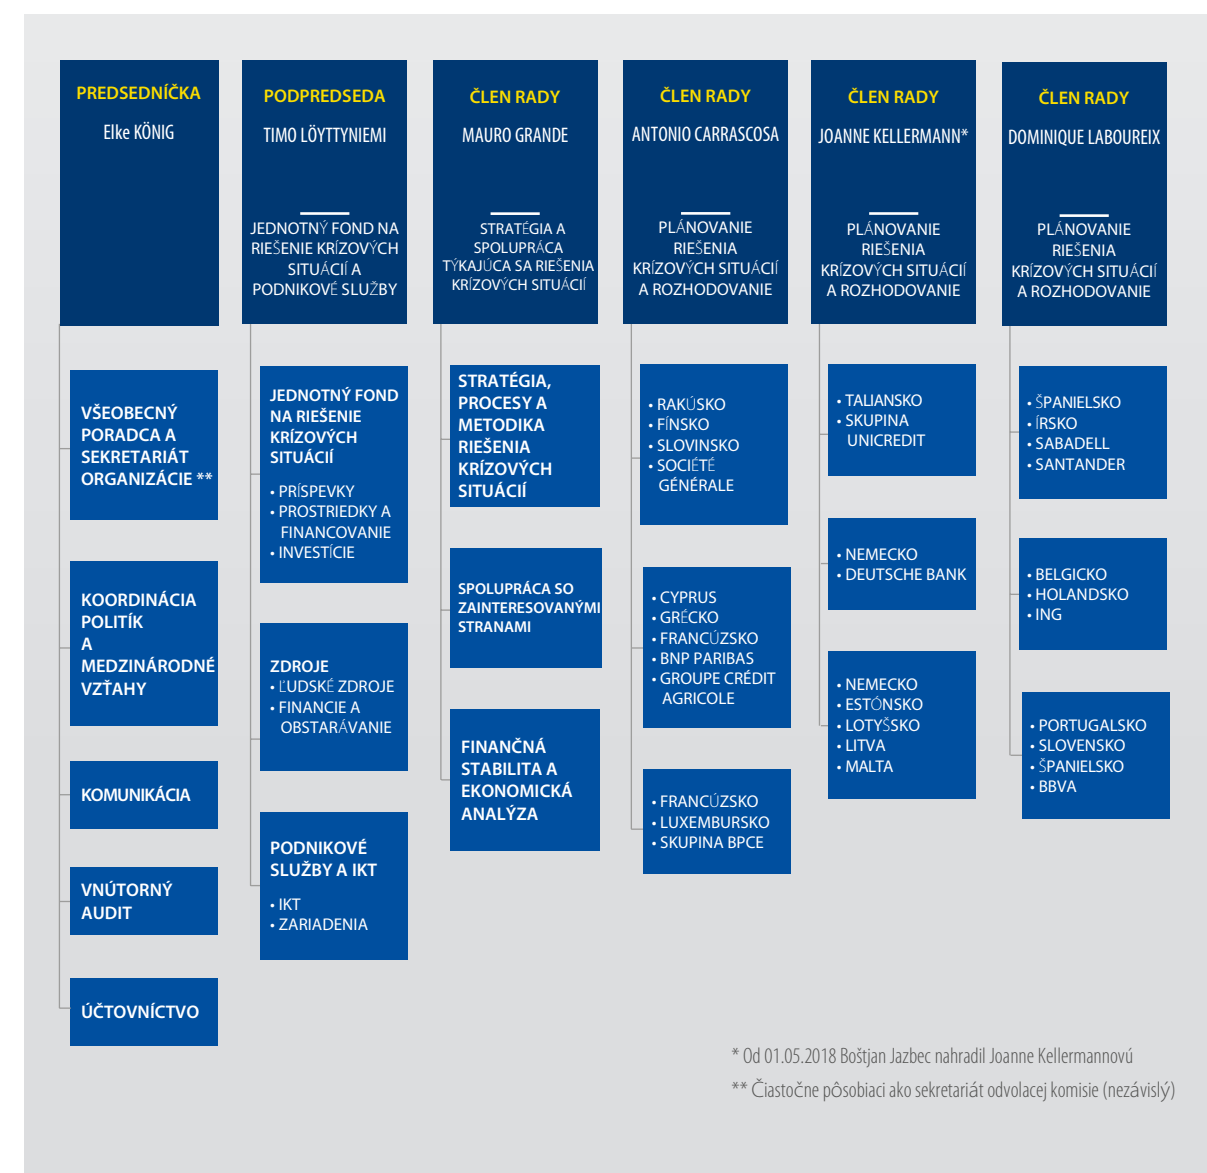 PREDSEDNÍČKA
Elke KÖNIG
VŠEOBECNÝ
PORADCA A
SEKRETARIÁT
ORGANIZÁCIE **
KOORDINÁCIA
POLITÍK
A
MEDZINÁRODNÉ
VZŤAHY
KOMUNIKÁCIA
VNÚTORNÝ
AUDIT
ÚČTOVNÍCTVO
PODPREDSEDA
TIMO LÖYTTYNIEMI
JEDNOTNÝ FOND NA
RIEŠENIE KRÍZOVÝCH
SITUÁCIÍ A
PODNIKOVÉ SLUŽBY
JEDNOTNÝ FOND
NA RIEŠENIE
KRÍZOVÝCH
SITUÁCIÍ
• PRÍSPEVKY
• PROSTRIEDKY A
FINANCOVANIE
• INVESTÍCIE
ZDROJE
• ĽUDSKÉ ZDROJE
• FINANCIE A
OBSTARÁVANIE
PODNIKOVÉ
SLUŽBY A IKT
• IKT
• ZARIADENIA
ČLEN RADY
MAURO GRANDE
STRATÉGIA A
SPOLUPRÁCA
TÝKAJÚCA SA RIEŠENIA
KRÍZOVÝCH SITUÁCIÍ
STRATÉGIA,
PROCESY A
METODIKA
RIEŠENIA
KRÍZOVÝCH
SITUÁCIÍ
SPOLUPRÁCA SO
ZAINTERESOVANÝMI
STRANAMI
FINANČNÁ
STABILITA A
EKONOMICKÁ
ANALÝZA
ČLEN RADY
ANTONIO CARRASCOSA
PLÁNOVANIE
RIEŠENIA
KRÍZOVÝCH SITUÁCIÍ
A ROZHODOVANIE
• RAKÚSKO
• FÍNSKO
• SLOVINSKO
• SOCIÉTÉ
GÉNÉRALE
• CYPRUS
• GRÉCKO
• FRANCÚZSKO
• BNP PARIBAS
• GROUPE CRÉDIT
AGRICOLE
• FRANCÚZSKO
• LUXEMBURSKO
• SKUPINA BPCE
ČLEN RADY
JOANNE KELLERMANN*
PLÁNOVANIE
RIEŠENIA
KRÍZOVÝCH SITUÁCIÍ
A ROZHODOVANIE
• TALIANSKO
• SKUPINA
UNICREDIT
• NEMECKO
• DEUTSCHE BANK
• NEMECKO
• ESTÓNSKO
• LOTYŠSKO
• LITVA
• MALTA
ČLEN RADY
DOMINIQUE LABOUREIX
PLÁNOVANIE
RIEŠENIA
KRÍZOVÝCH SITUÁCIÍ
A ROZHODOVANIE
• ŠPANIELSKO
• ÍRSKO
• SABADELL
• SANTANDER
• BELGICKO
• HOLANDSKO
• ING
• PORTUGALSKO
• SLOVENSKO
• ŠPANIELSKO
• BBVA
* Od 01.05.2018 Boštjan Jazbec nahradil Joanne Kellermannovú
** Čiastočne pôsobiaci ako sekretariát odvolacej komisie (nezávislý)